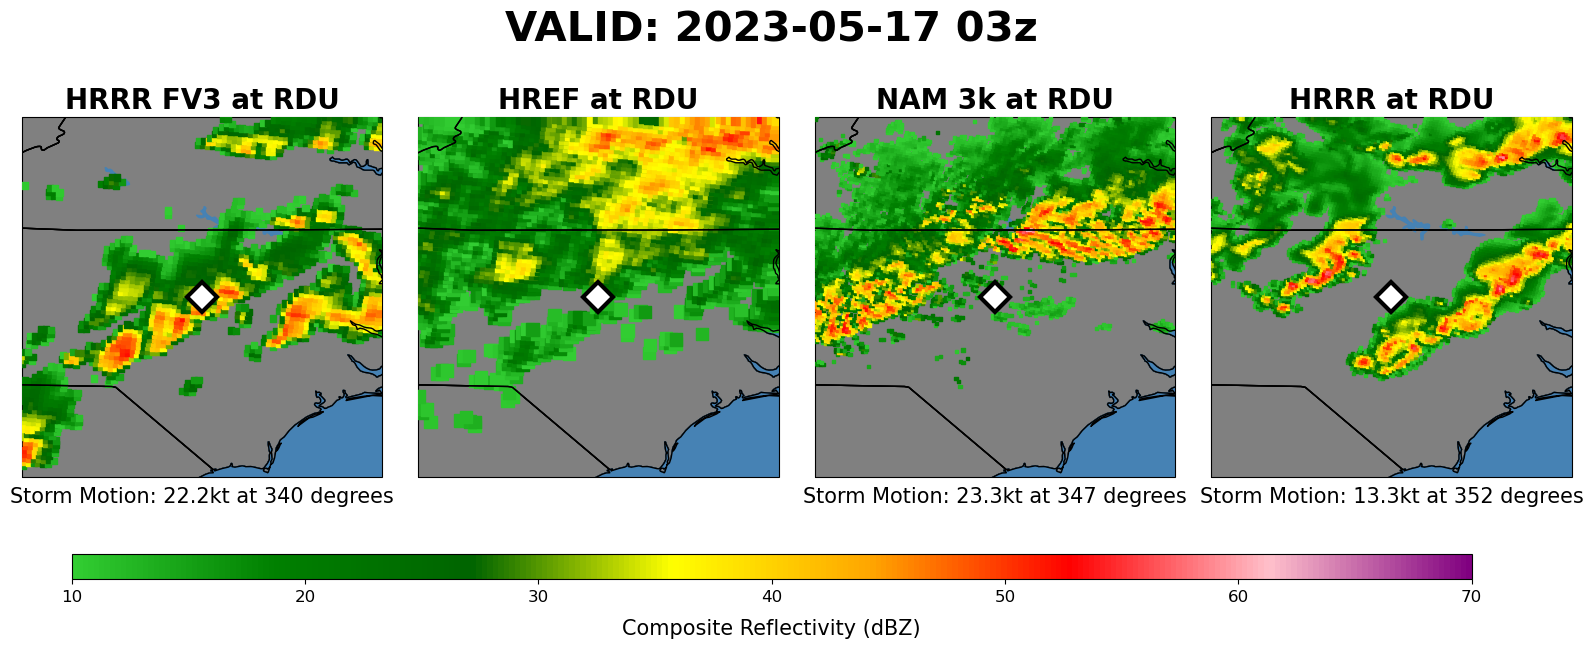 VALID: 2023-05-17 03z
HRRR FV3 at RDU
HREF at RDU
NAM 3k at RDU
HRRR at RDU
Storm Motion: 22.2kt at 340 degrees
Storm Motion: 23.3kt at 347 degrees
Storm Motion: 13.3kt at 352 degrees
10 20 30 40 50 60 70
Composite Reflectivity (dBZ)